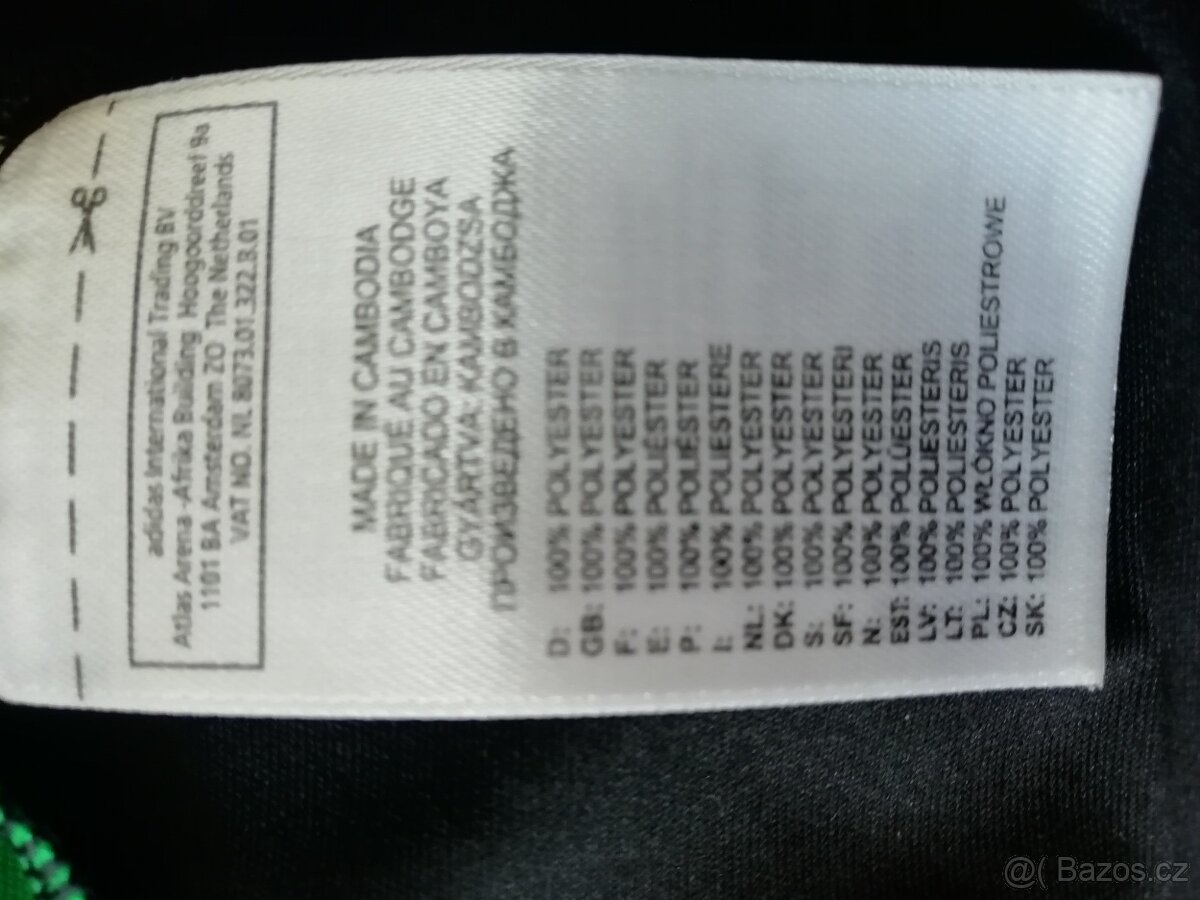 adidas International Trading BV
Atlas Arena -Afrika Building Hoogoorddreef 9a
1101 BA Amsterdam ZO The Netherlands
VAT NO. NL 8073.01.322.B.01
MADE IN CAMBODIA
FABRIQUÉ AU CAMBODGE
FABRICADO EN CAMBOYA
GYÁRTVA: KAMBODZSA
ПРОИЗВЕДЕНО В КАМБОДЖА
D: 100% POLYESTER
GB: 100% POLYESTER
F: 100% POLYESTER
E: 100% POLIÉSTER
P: 100% POLIÉSTER
I: 100% POLIESTERE
NL: 100% POLYESTER
DK: 100% POLYESTER
S: 100% POLYESTER
SF: 100% POLYESTERI
N: 100% POLYESTER
EST: 100% POLÜESTER
LV: 100% POLIESTERIS
LT: 100% POLIESTERIS
PL: 100% WŁÓKNO POLIESTROWE
CZ: 100% POLYESTER
SK: 100% POLYESTER
@( Bazos.cz